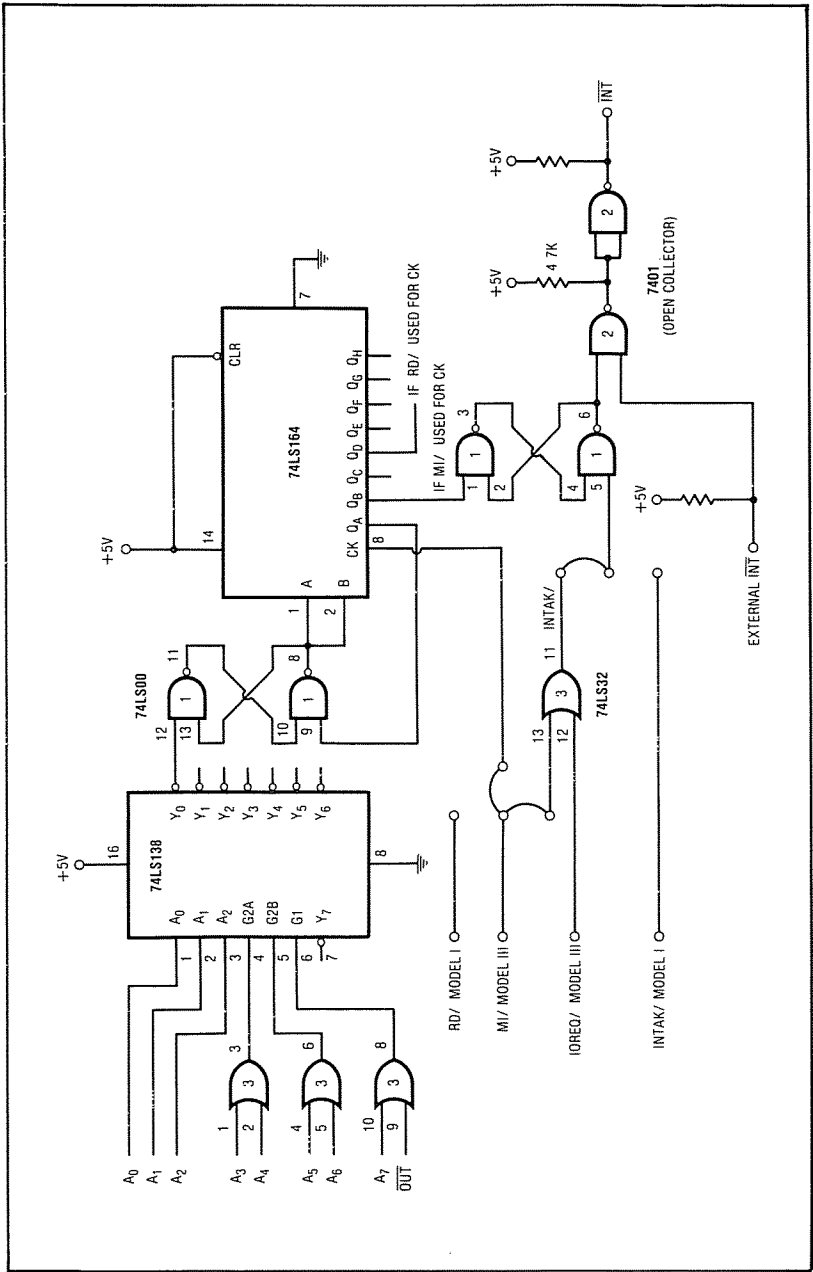 +5V
+5V
74LS00
+5V
+5V
16
14
7
12
13
11
10
9
8
1
1
1
2
A
B
CLR
74LS164
CK
8
QA
QB
QC
QD
QE
QF
QG
QH
74LS138
A0
A1
A2
G2A
G2B
G1
Y7
1
2
3
4
5
6
7
8
Y0
Y1
Y2
Y3
Y4
Y5
Y6
A0
A1
A2
A3
A4
A5
A6
A7
OUT
1
2
3
3
4
5
3
6
10
9
3
8
IF MI/ USED FOR CK
IF RD/ USED FOR CK
1
2
1
3
4
5
1
6
2
4 7K
7401
(OPEN COLLECTOR)
2
INT
RD/ MODEL I
MI/ MODEL III
IOREQ/ MODEL III
INTAK/ MODEL I
13
12
3
11
INTAK/
74LS32
+5V
EXTERNAL INT